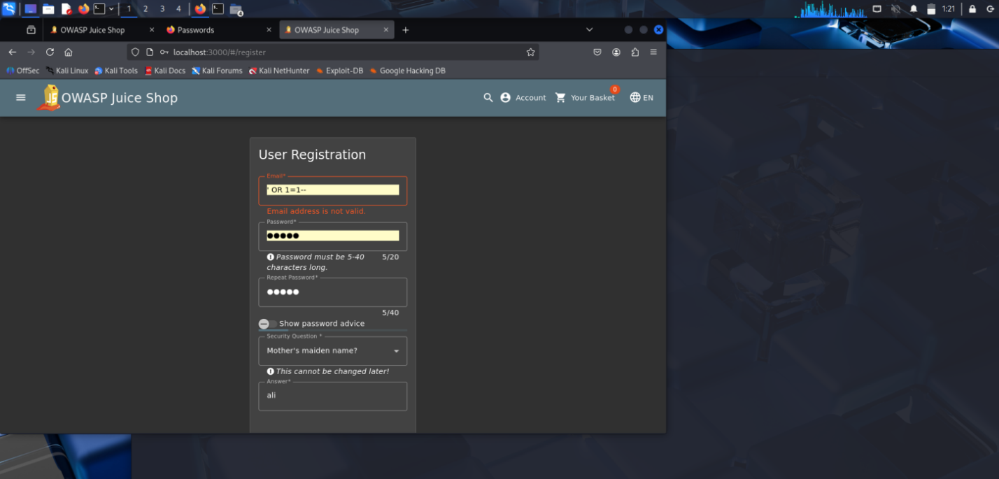 1 2 3 4 4 1:21
OWASP Juice Shop × Passwords × OWASP Juice Shop × +
localhost:3000/#/register
OffSec Kali Linux Kali Tools Kali Docs Kali Forums Kali NetHunter Exploit-DB Google Hacking DB
JS OWASP Juice Shop Account Your Basket 0 EN
User Registration
Email*
' OR 1=1--
Email address is not valid.
Password*
●●●●●
Password must be 5-40 5/20
characters long.
Repeat Password*
●●●●●
5/40
Show password advice
Security Question *
Mother's maiden name?
This cannot be changed later!
Answer*
ali